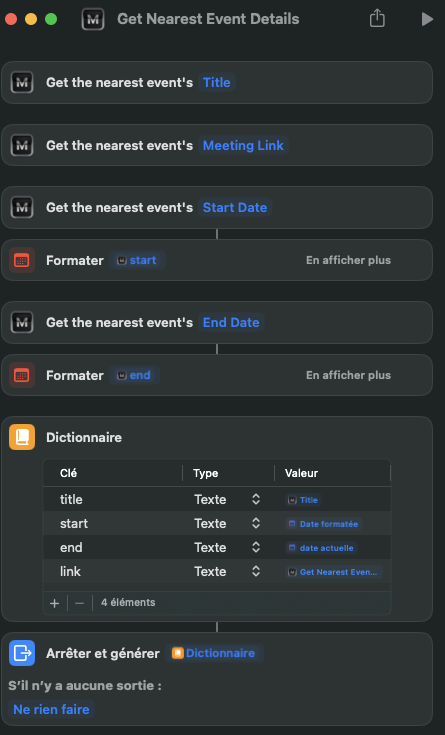 Get Nearest Event Details
Get the nearest event's Title
Get the nearest event's Meeting Link
Get the nearest event's Start Date
Formater start En afficher plus
Get the nearest event's End Date
Formater end En afficher plus
Dictionnaire
Clé Type Valeur
title Texte Title
start Texte Date formatée
end Texte date actuelle
link Texte Get Nearest Even...
+ − 4 éléments
Arrêter et générer Dictionnaire
S'il n'y a aucune sortie :
Ne rien faire